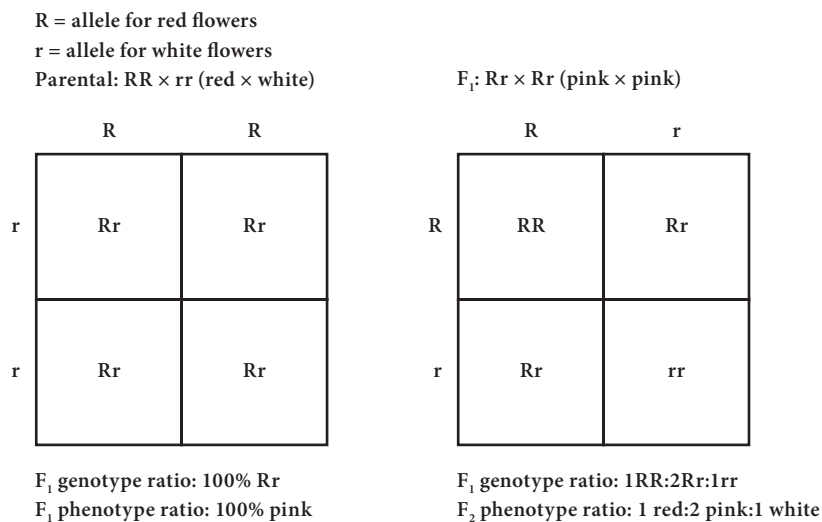 R = allele for red flowers
r = allele for white flowers
Parental: RR × rr (red × white)
R R
r Rr Rr
r Rr Rr
F₁ genotype ratio: 100% Rr
F₁ phenotype ratio: 100% pink
F₁: Rr × Rr (pink × pink)
R r
R RR Rr
r Rr rr
F₁ genotype ratio: 1RR:2Rr:1rr
F₂ phenotype ratio: 1 red:2 pink:1 white